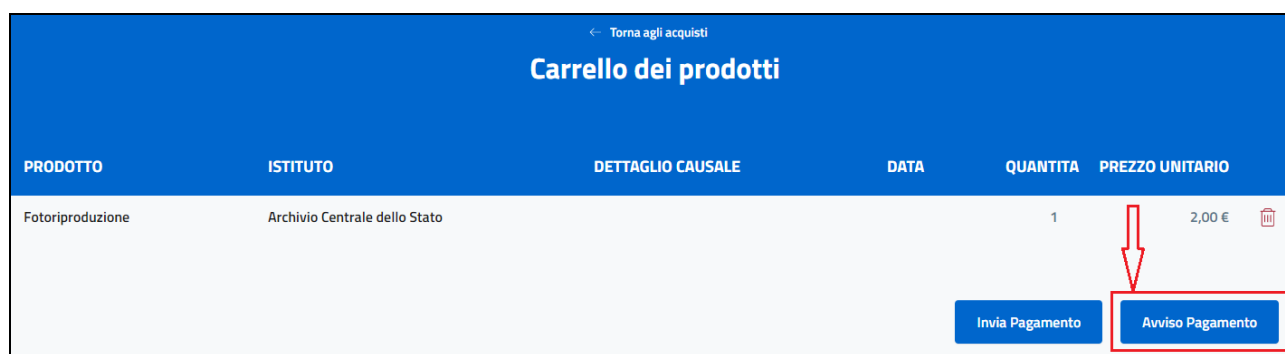 ← Torna agli acquisti
Carrello dei prodotti
PRODOTTO ISTITUTO DETTAGLIO CAUSALE DATA QUANTITA PREZZO UNITARIO
Fotoriproduzione Archivio Centrale dello Stato 1 2,00 €
Invia Pagamento Avviso Pagamento